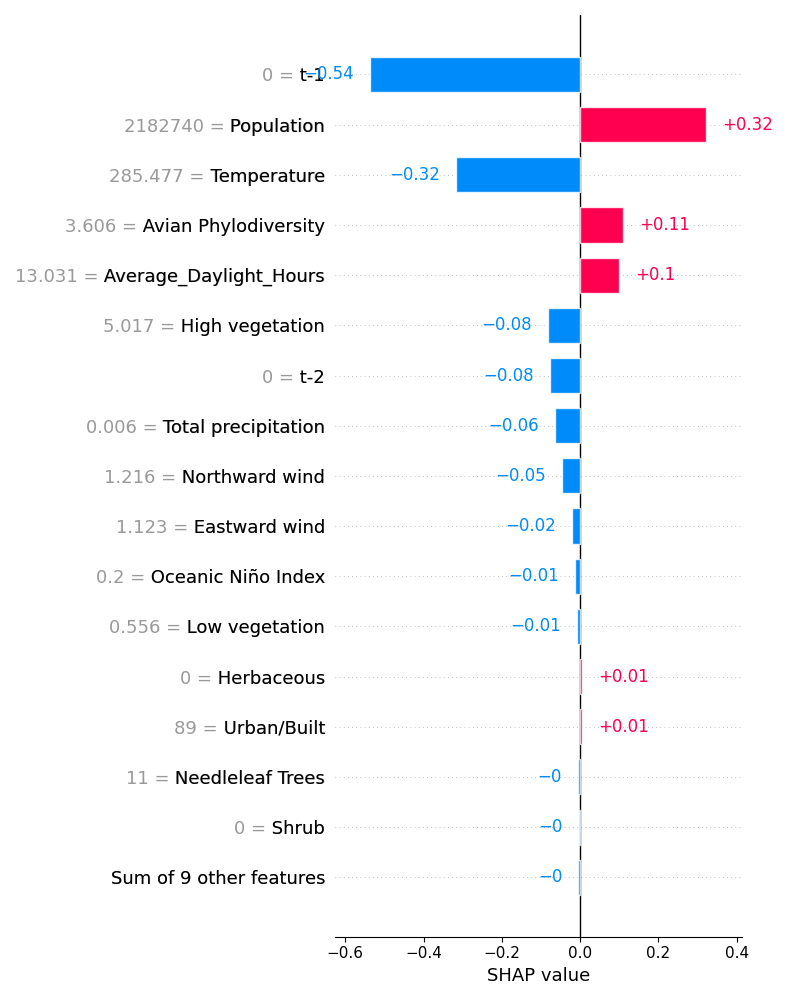 0 = t-1 −0.54
2182740 = Population +0.32
285.477 = Temperature −0.32
3.606 = Avian Phylodiversity +0.11
13.031 = Average_Daylight_Hours +0.1
5.017 = High vegetation −0.08
0 = t-2 −0.08
0.006 = Total precipitation −0.06
1.216 = Northward wind −0.05
1.123 = Eastward wind −0.02
0.2 = Oceanic Niño Index −0.01
0.556 = Low vegetation −0.01
0 = Herbaceous +0.01
89 = Urban/Built +0.01
11 = Needleleaf Trees −0
0 = Shrub −0
Sum of 9 other features −0
−0.6 −0.4 −0.2 0.0 0.2 0.4
SHAP value